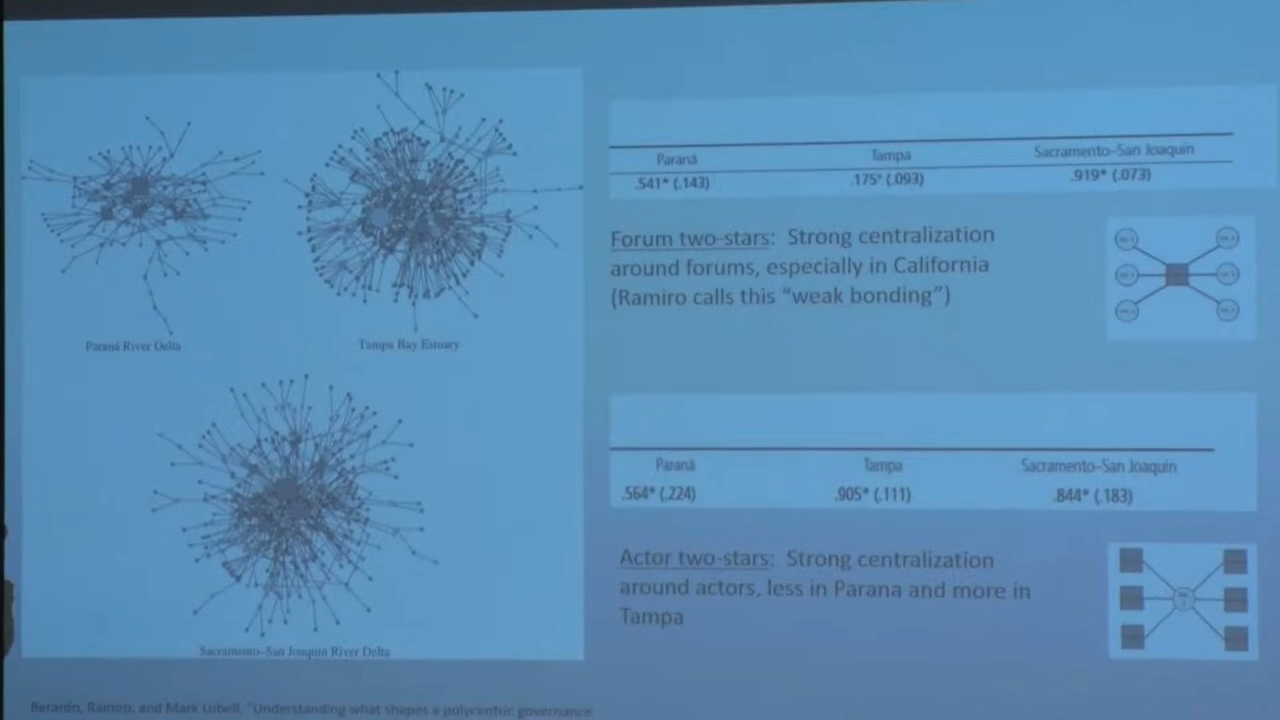 Paraná River Delta
Tampa Bay Estuary
Sacramento–San Joaquin River Delta
Paraná Tampa Sacramento–San Joaquin
.541* (.143) .175* (.093) .919* (.073)
Forum two-stars: Strong centralization
around forums, especially in California
(Ramiro calls this “weak bonding”)
Paraná Tampa Sacramento–San Joaquin
.564* (.224) .905* (.111) .844* (.183)
Actor two-stars: Strong centralization
around actors, less in Parana and more in
Tampa
Berardo, Ramiro, and Mark Lubell. "Understanding what shapes a polycentric governance